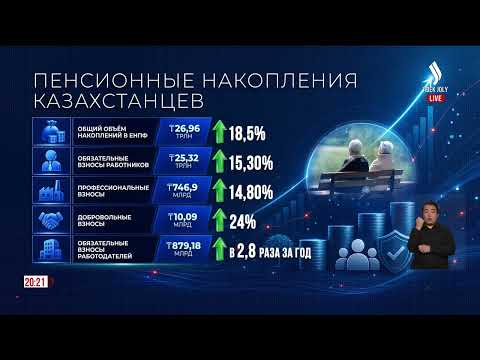 JIBEK JOLY
LIVE
ПЕНСИОННЫЕ НАКОПЛЕНИЯ
КАЗАХСТАНЦЕВ
ОБЩИЙ ОБЪЁМ
НАКОПЛЕНИЙ В ЕНПФ
₸26,96
ТРЛН
18,5%
ОБЯЗАТЕЛЬНЫЕ
ВЗНОСЫ РАБОТНИКОВ
₸25,32
ТРЛН
15,30%
ПРОФЕССИОНАЛЬНЫЕ
ВЗНОСЫ
₸746,9
МЛРД
14,80%
ДОБРОВОЛЬНЫЕ
ВЗНОСЫ
₸10,09
МЛРД
24%
ОБЯЗАТЕЛЬНЫЕ
ВЗНОСЫ
РАБОТОДАТЕЛЕЙ
₸879,18
МЛРД
в 2,8 РАЗА ЗА ГОД
20:21